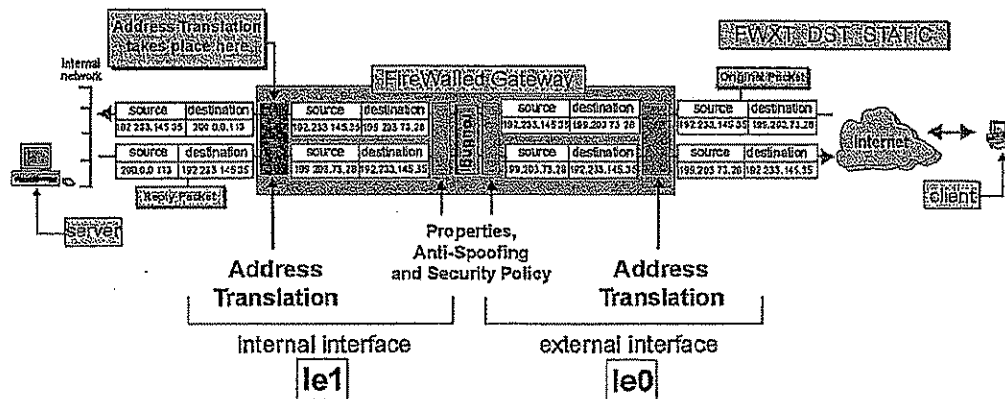 Address Translation
takes place here
FWXT_DST_STATIC
Internal
network
FireWalled Gateway
Original Packet
source destination
192.233.145.35 200.0.0.113
source destination
192.233.145.35 199.203.73.28
source destination
192.233.145.35 199.203.73.28
source destination
192.233.145.35 199.203.73.28
source destination
200.0.0.113 192.233.145.35
source destination
199.203.73.28 192.233.145.35
source destination
199.203.73.28 192.233.145.35
source destination
199.203.73.28 192.233.145.35
Internet
Reply Packet
server
client
Properties,
Anti-Spoofing
and Security Policy
Address
Translation
Address
Translation
internal interface
external interface
le1
le0